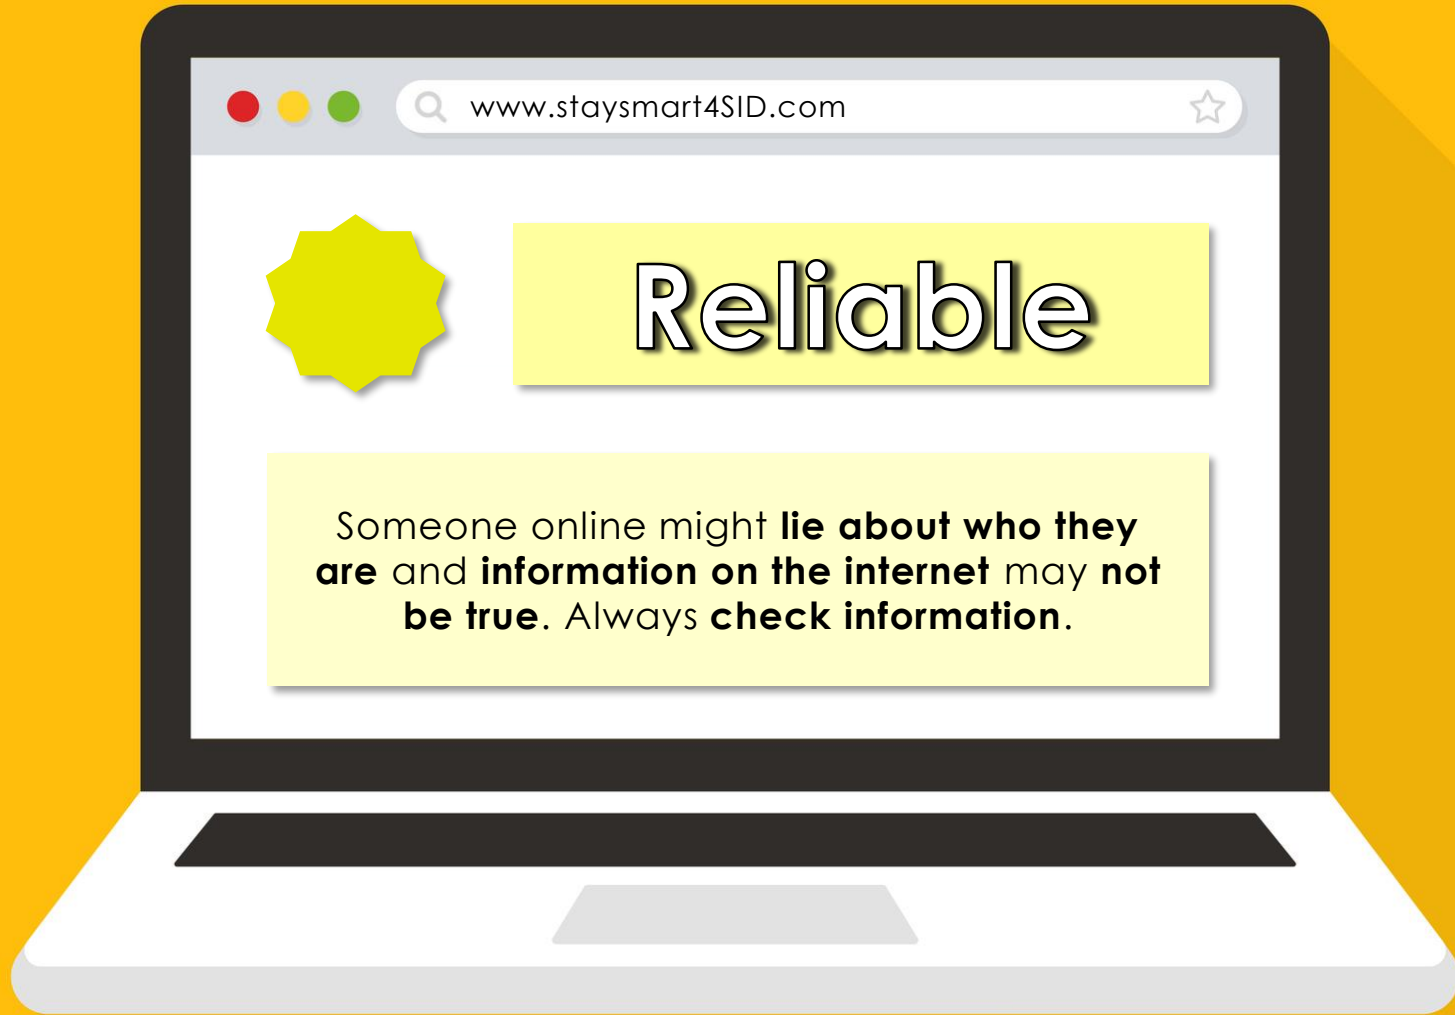 www.staysmart4SID.com
Reliable
Someone online might lie about who they
are and information on the internet may not
be true. Always check information.